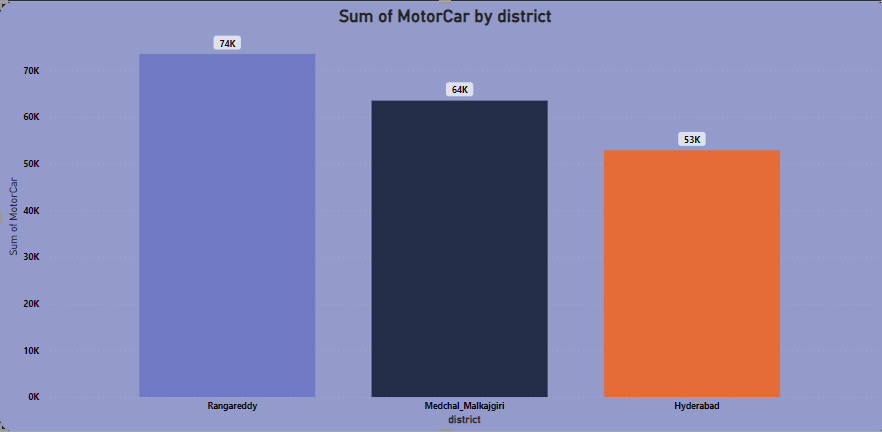 Sum of MotorCar by district
Sum of MotorCar
70K
60K
50K
40K
30K
20K
10K
0K
74K
64K
53K
Rangareddy
Medchal_Malkajgiri
Hyderabad
district